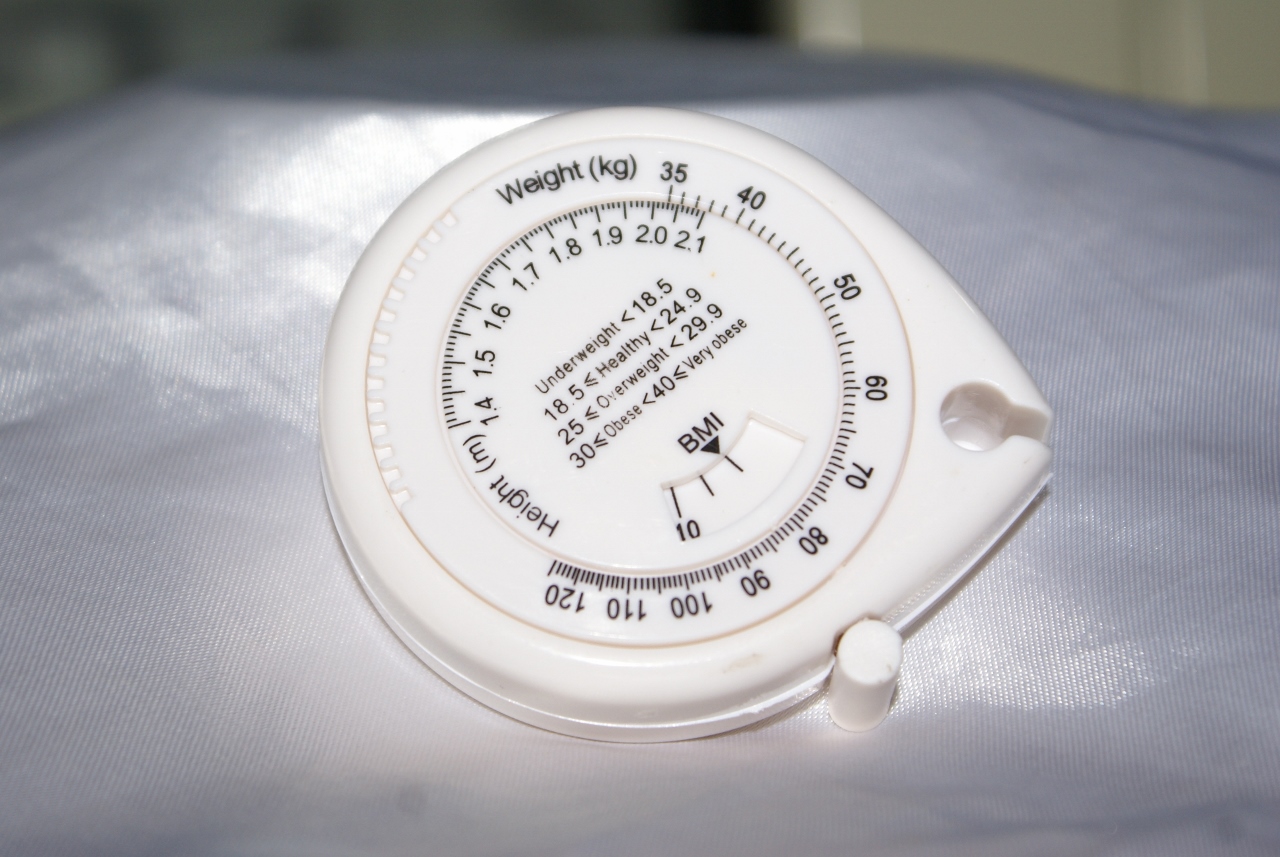 Weight (kg)
35 40 50 60 70 80 90 100 110 120
Height (m) 1.4 1.5 1.6 1.7 1.8 1.9 2.0 2.1
Underweight < 18.5
18.5 ≤ Healthy < 24.9
25 ≤ Overweight < 29.9
30≤ Obese <40≤ Very obese
BMI
10